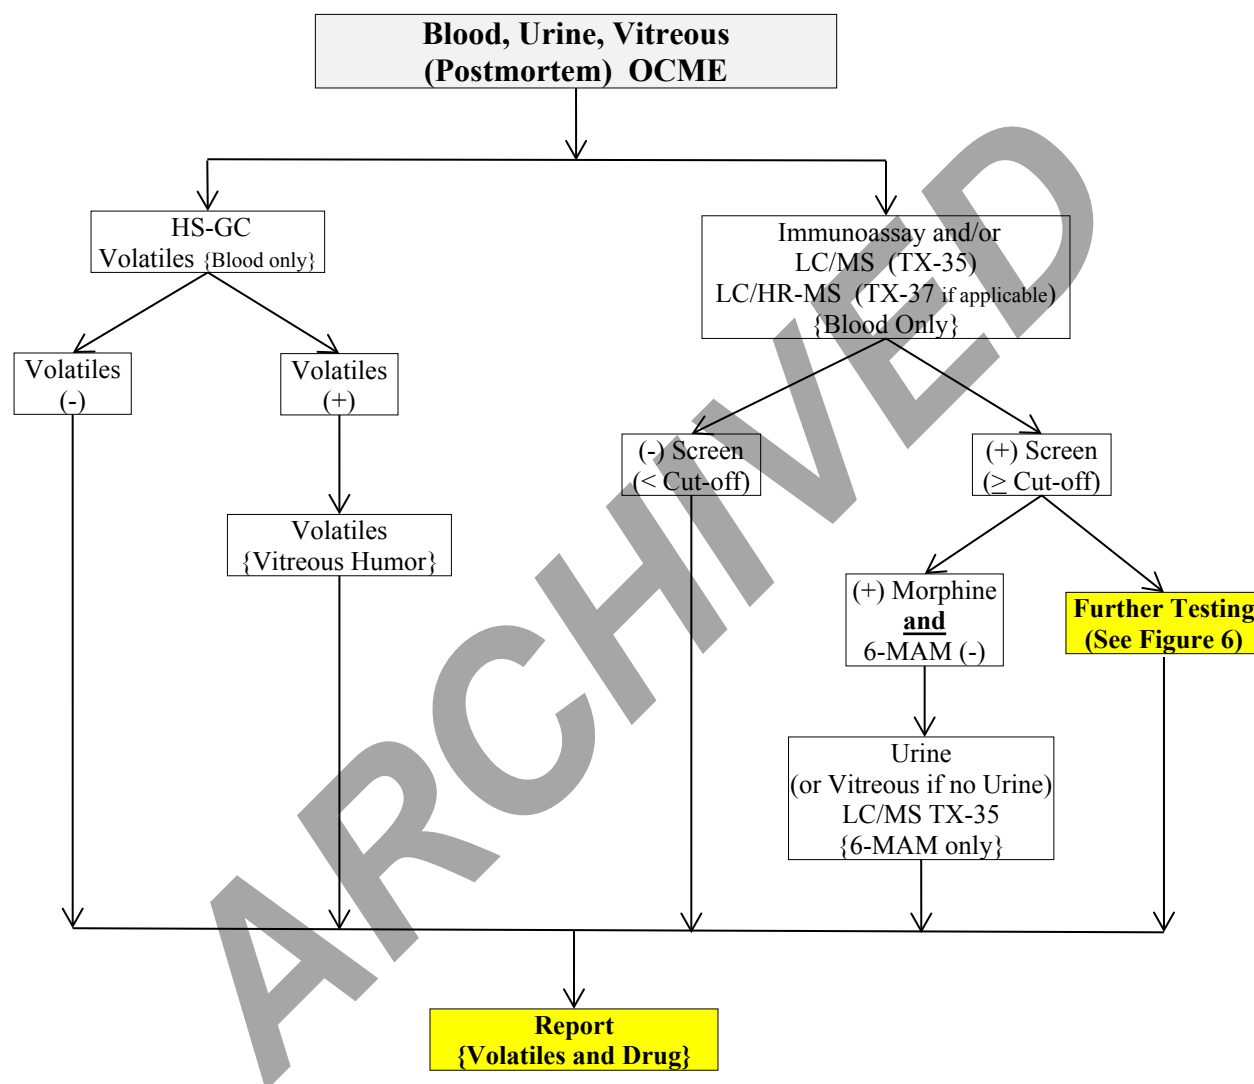 Blood, Urine, Vitreous
(Postmortem) OCME
HS-GC
Volatiles {Blood only}
Immunoassay and/or
LC/MS (TX-35)
LC/HR-MS (TX-37 if applicable)
{Blood Only}
Volatiles
(-)
Volatiles
(+)
(-) Screen
(< Cut-off)
(+) Screen
(≥ Cut-off)
Volatiles
{Vitreous Humor}
(+) Morphine
and
6-MAM (-)
Further Testing
(See Figure 6)
Urine
(or Vitreous if no Urine)
LC/MS TX-35
{6-MAM only}
Report
{Volatiles and Drug}
ARCHIVED